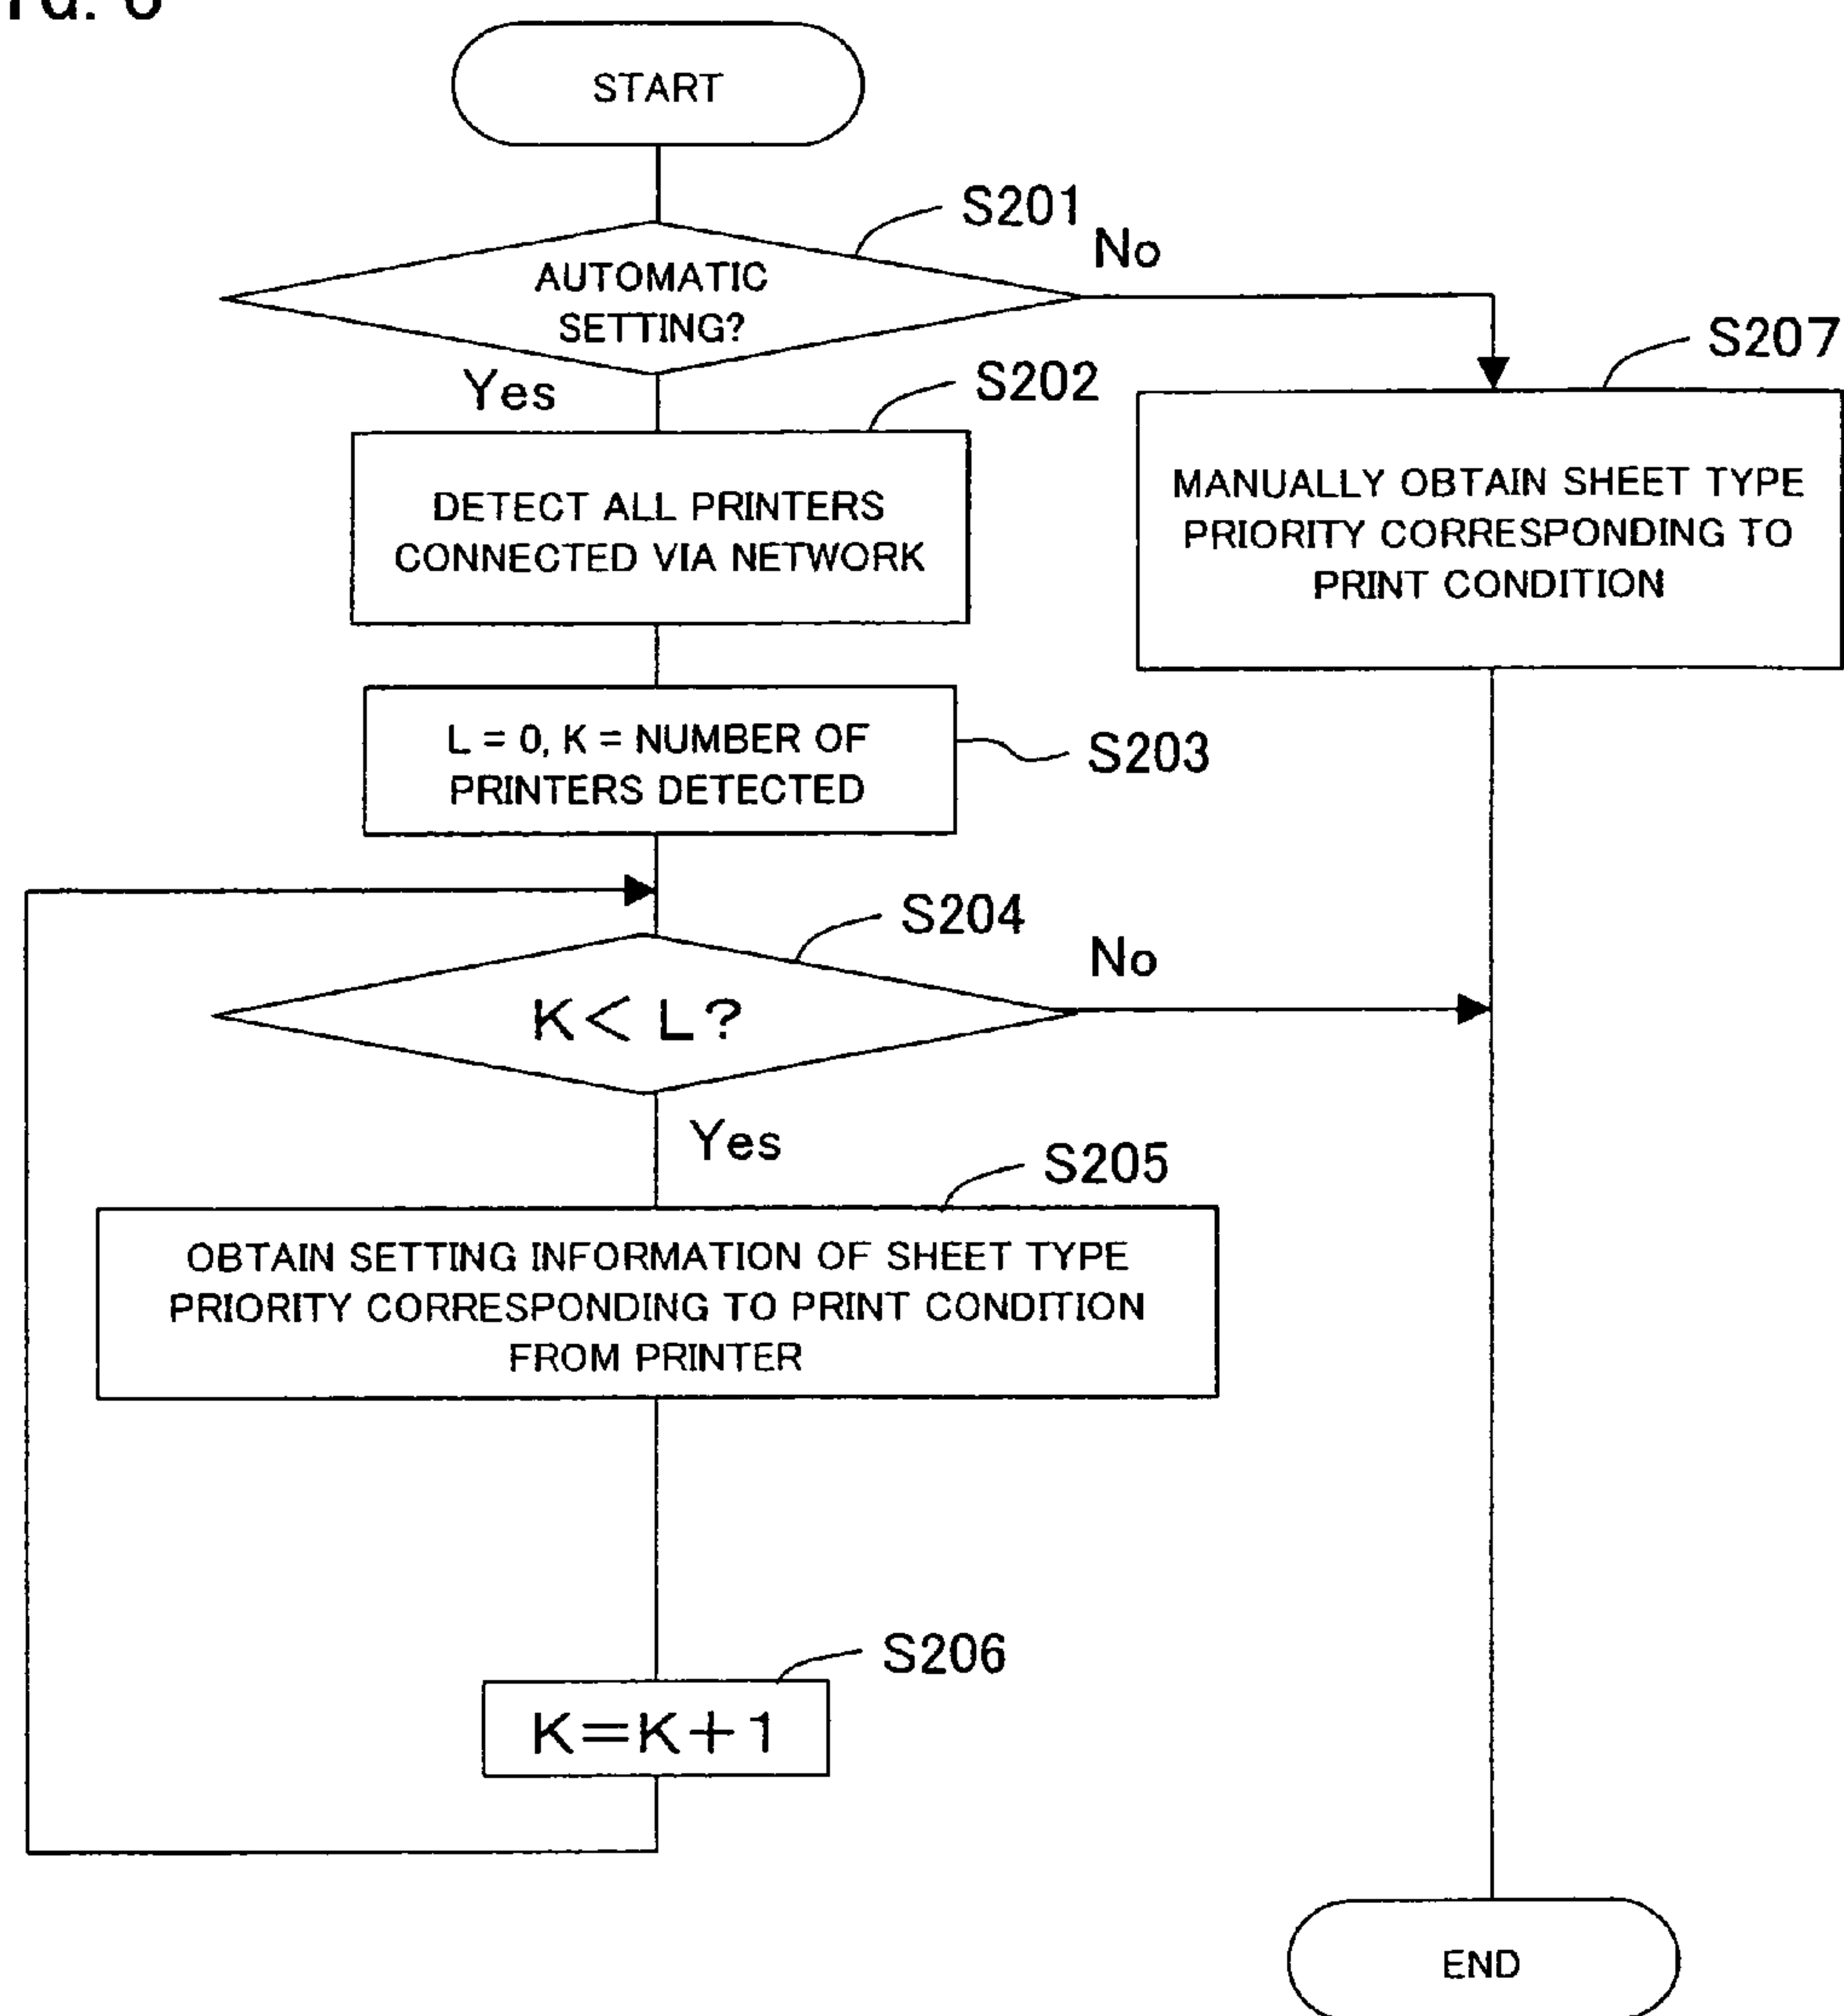 START
S201
No
AUTOMATIC
SETTING?
Yes
S202
S207
DETECT ALL PRINTERS
CONNECTED VIA NETWORK
MANUALLY OBTAIN SHEET TYPE
PRIORITY CORRESPONDING TO
PRINT CONDITION
L = 0, K = NUMBER OF
PRINTERS DETECTED
S203
S204
No
K < L?
Yes
S205
OBTAIN SETTING INFORMATION OF SHEET TYPE
PRIORITY CORRESPONDING TO PRINT CONDITION
FROM PRINTER
S206
K=K+1
END